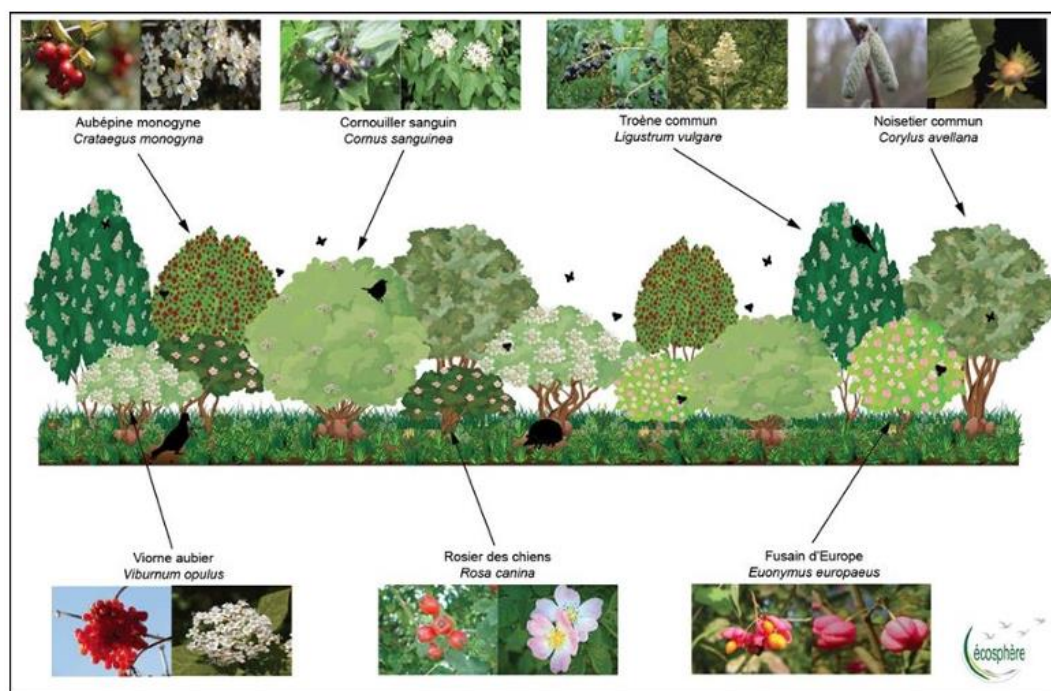 Aubépine monogyne
Crataegus monogyna
Cornouiller sanguin
Cornus sanguinea
Troène commun
Ligustrum vulgare
Noisetier commun
Corylus avellana
Viorne aubier
Viburnum opulus
Rosier des chiens
Rosa canina
Fusain d'Europe
Euonymus europaeus
écosphère